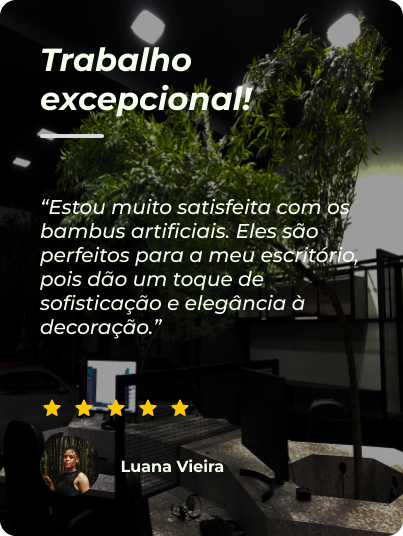 Trabalho
excepcional!
“Estou muito satisfeita com os
bambus artificiais. Eles são
perfeitos para a meu escritório,
pois dão um toque de
sofisticação e elegância à
decoração.”
Luana Vieira